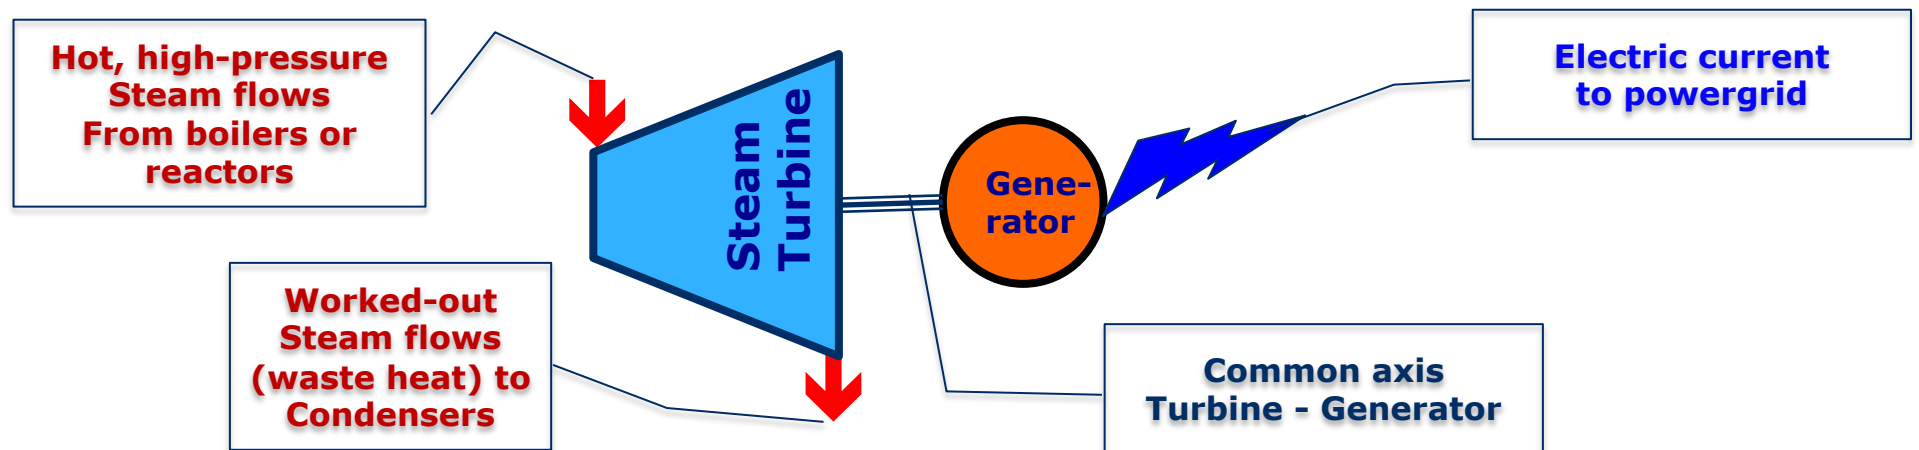 Hot, high-pressure
Steam flows
From boilers or
reactors
Steam
Turbine
Gene-
rator
Electric current
to powergrid
Worked-out
Steam flows
(waste heat) to
Condensers
Common axis
Turbine - Generator